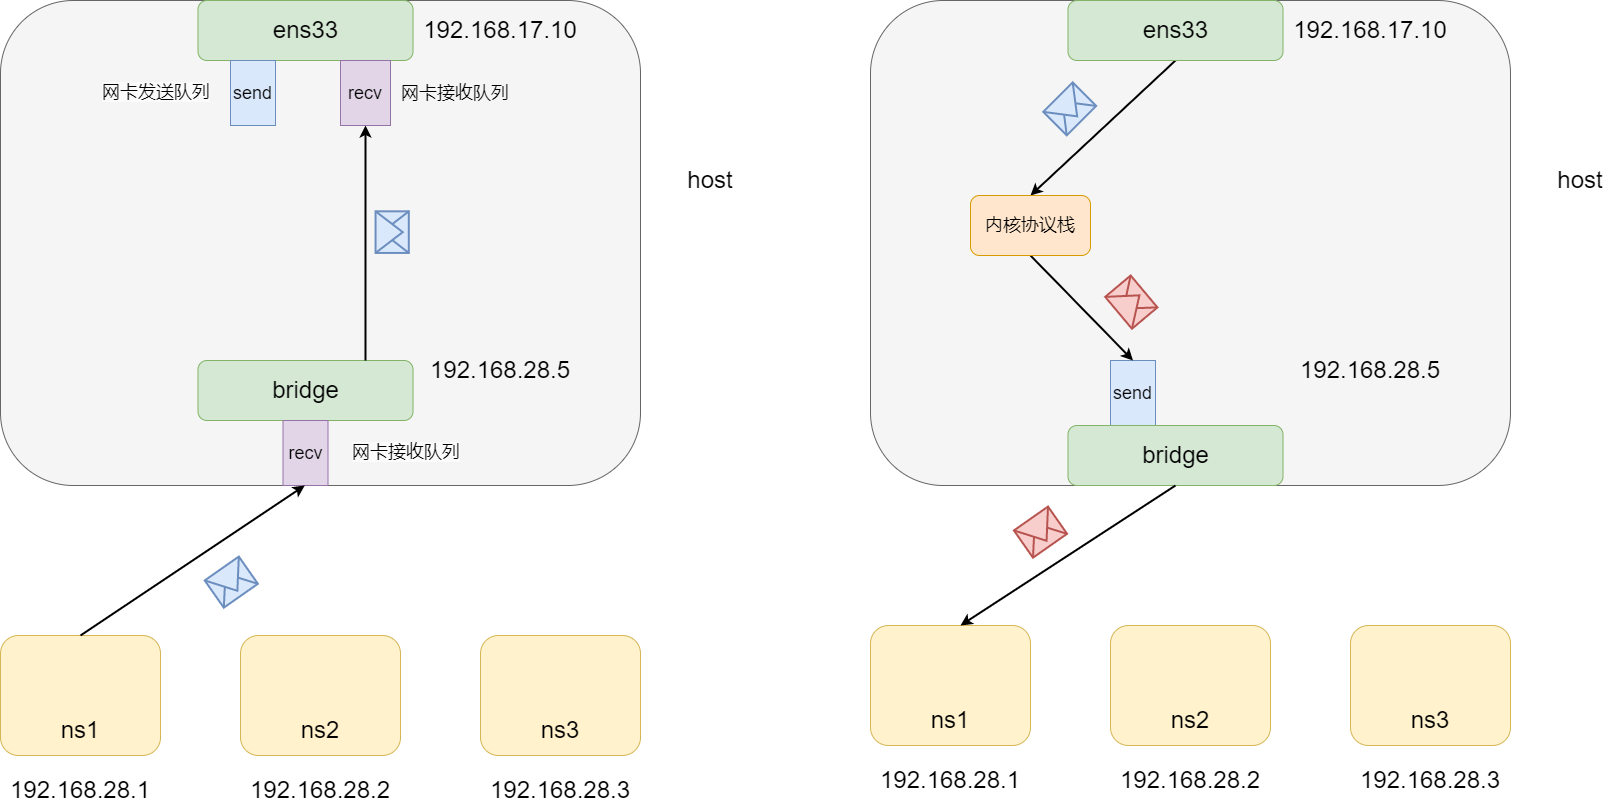 ens33
192.168.17.10
网卡发送队列
send
recv
网卡接收队列
host
bridge
192.168.28.5
recv
网卡接收队列
ns1
ns2
ns3
192.168.28.1
192.168.28.2
192.168.28.3
ens33
192.168.17.10
host
内核协议栈
192.168.28.5
send
bridge
ns1
ns2
ns3
192.168.28.1
192.168.28.2
192.168.28.3